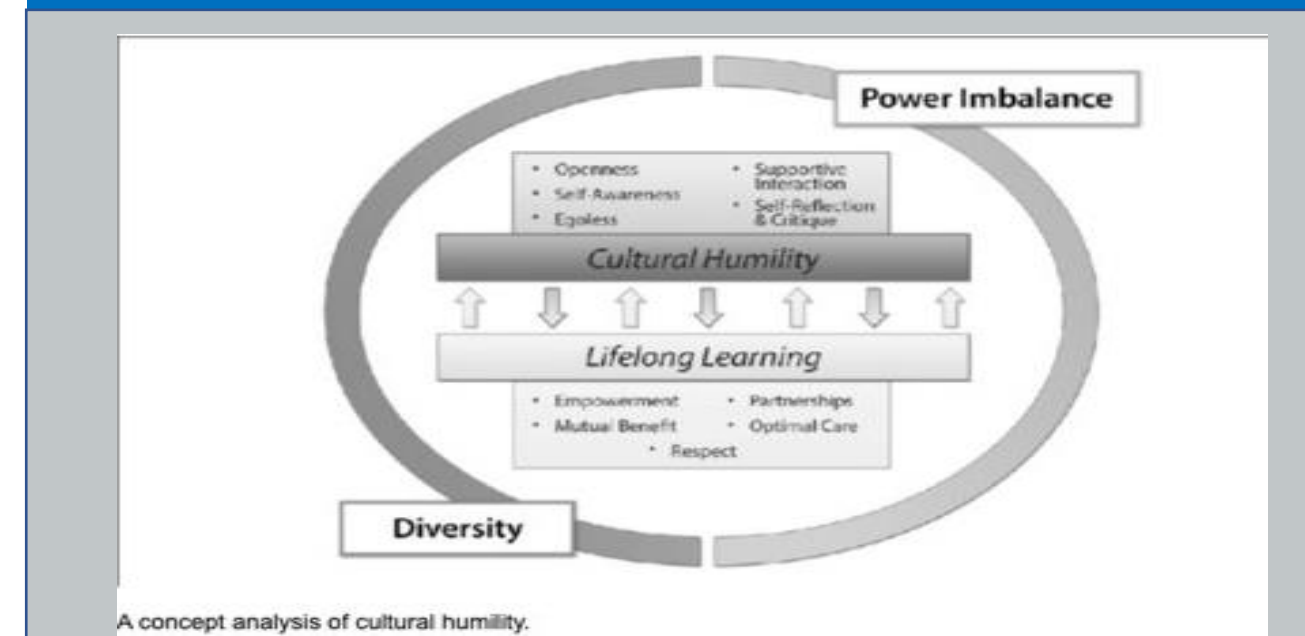 Power Imbalance
• Openness
• Self-Awareness
• Egoless
• Supportive
Interaction
• Self-Reflection
& Critique
Cultural Humility
Lifelong Learning
• Empowerment
• Mutual Benefit
• Partnerships
• Optimal Care
• Respect
Diversity
A concept analysis of cultural humility.